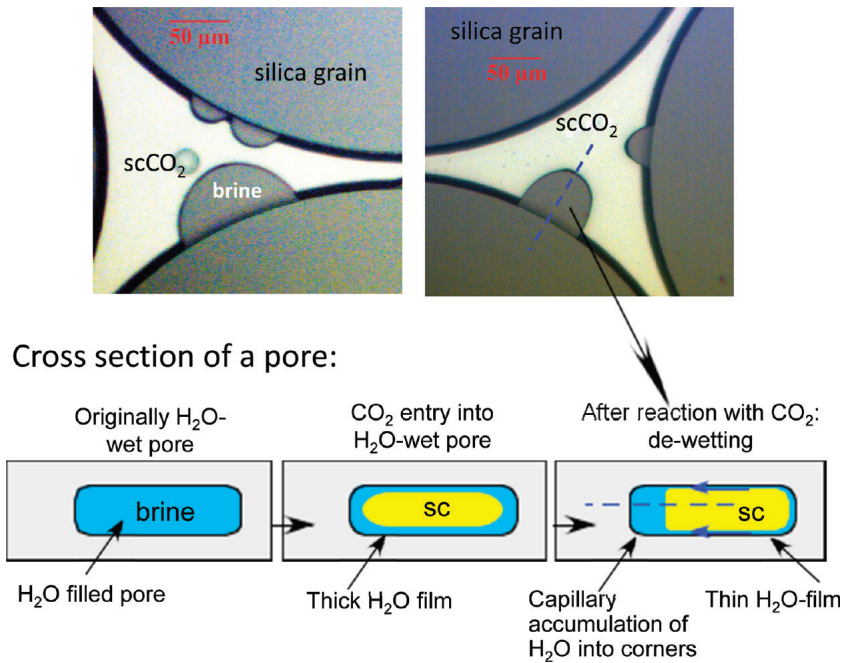 50 μm
silica grain
scCO2
brine
silica grain
50 μm
scCO2
Cross section of a pore:
Originally H2O-
wet pore
CO2 entry into
H2O-wet pore
After reaction with CO2:
de-wetting
brine
sc
sc
H2O filled pore
Thick H2O film
Capillary
accumulation of
H2O into corners
Thin H2O-film